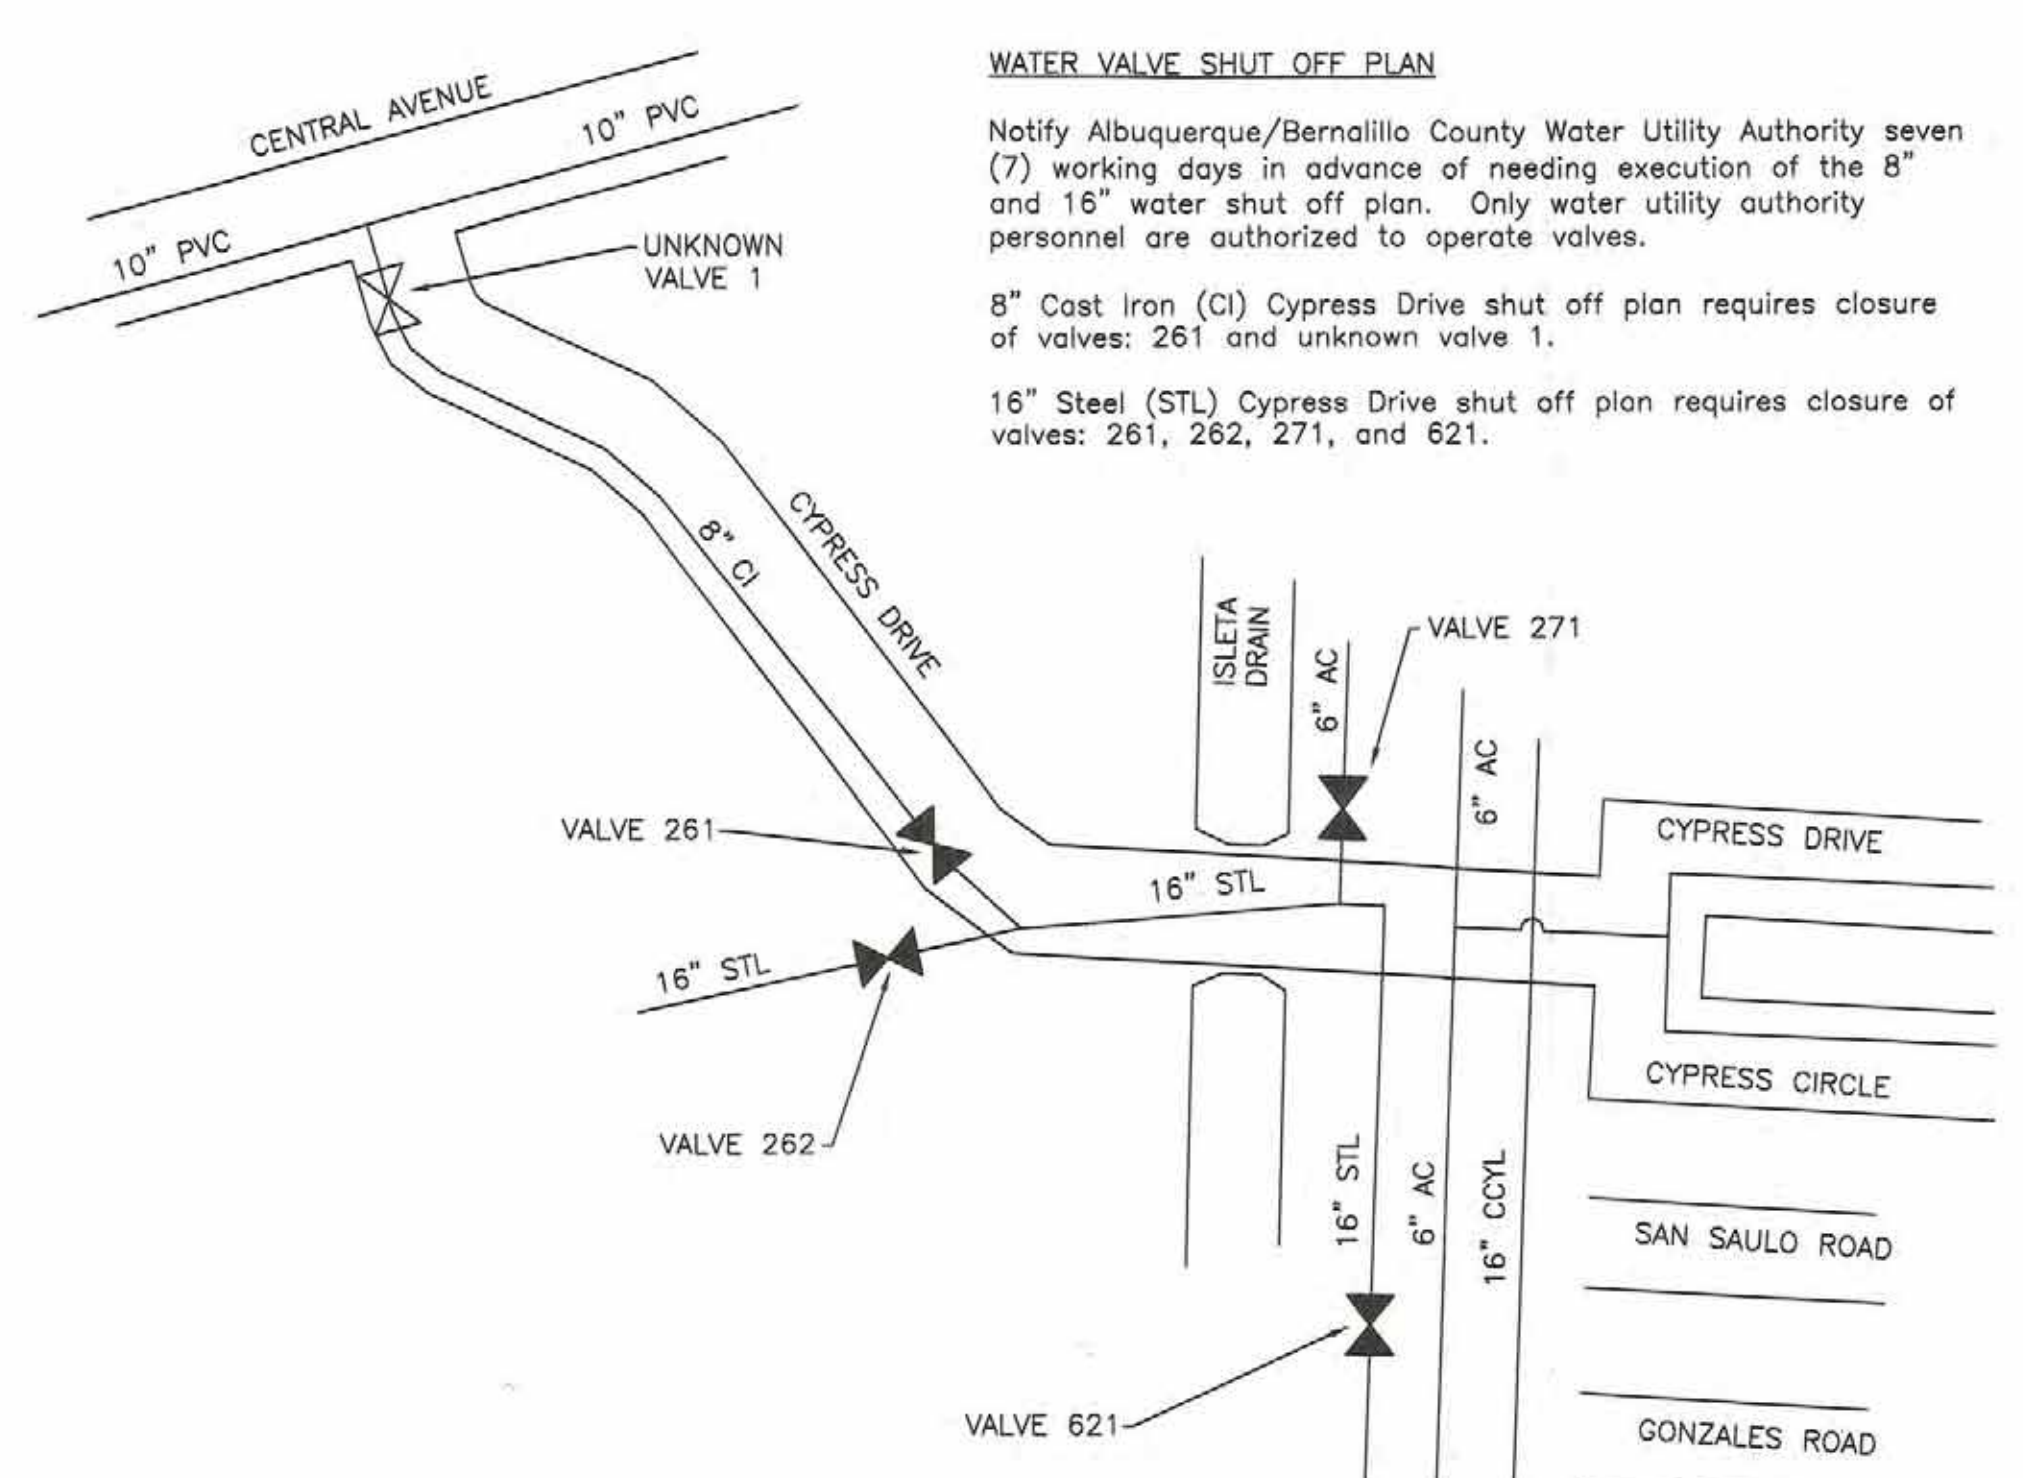 WATER VALVE SHUT OFF PLAN
Notify Albuquerque/Bernalillo County Water Utility Authority seven
(7) working days in advance of needing execution of the 8"
and 16" water shut off plan. Only water utility authority
personnel are authorized to operate valves.
8" Cast Iron (CI) Cypress Drive shut off plan requires closure
of valves: 261 and unknown valve 1.
16" Steel (STL) Cypress Drive shut off plan requires closure of
valves: 261, 262, 271, and 621.
CENTRAL AVENUE
10" PVC
10" PVC
UNKNOWN
VALVE 1
8" CI
CYPRESS DRIVE
ISLETA
DRAIN
6" AC
VALVE 271
6" AC
VALVE 261
16" STL
CYPRESS DRIVE
16" STL
VALVE 262
CYPRESS CIRCLE
16" STL
6" AC
16" CCYL
SAN SAULO ROAD
VALVE 621
GONZALES ROAD